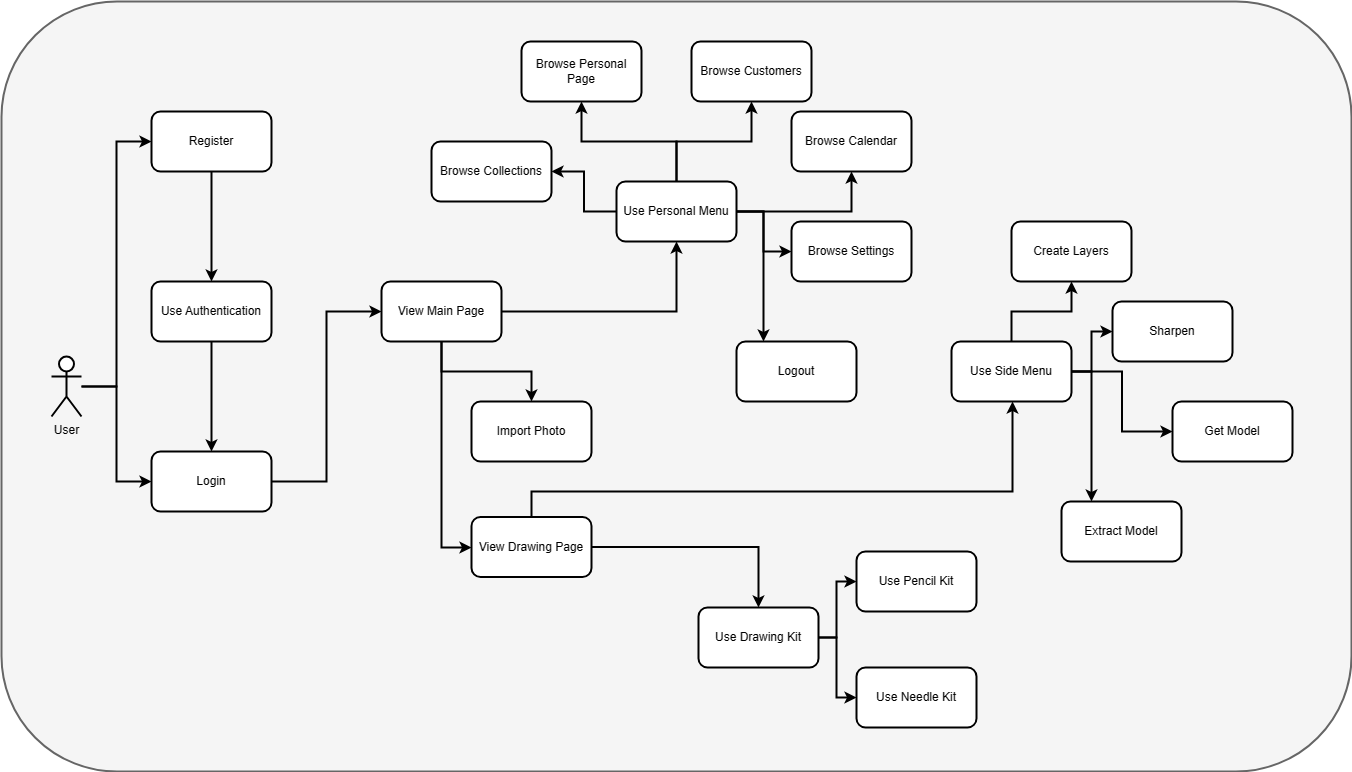 Browse Personal
Page
Browse Customers
Register
Browse Calendar
Browse Collections
Use Personal Menu
Browse Settings
Create Layers
Use Authentication
View Main Page
Sharpen
Logout
Use Side Menu
User
Import Photo
Get Model
Login
Extract Model
View Drawing Page
Use Pencil Kit
Use Drawing Kit
Use Needle Kit